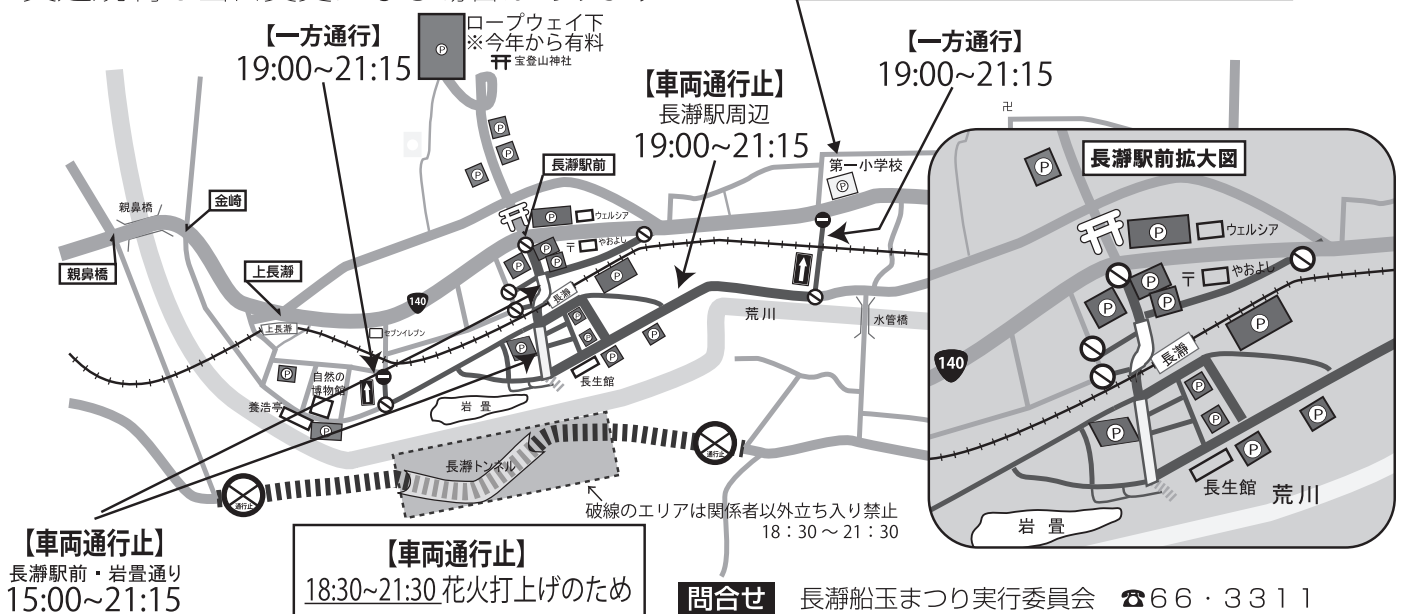 【一方通行】
19:00~21:15
ロープウェイ下
※今年から有料
宝登山神社
【車両通行止】
長瀞駅周辺
19:00~21:15
【一方通行】
19:00~21:15
卍
第一小学校
P
長瀞駅前
ウェルシア
〒
やおよし
親鼻橋
金崎
親鼻橋
上長瀞
上長瀞
140
セブンイレブン
長瀞
荒川
水管橋
自然の
博物館
養浩亭
長生館
岩畳
長瀞トンネル
通行止
通行止
破線のエリアは関係者以外立ち入り禁止
18：30～21：30
長瀞駅前拡大図
ウェルシア
〒
やおよし
140
長瀞
長生館
荒川
岩畳
【車両通行止】
長瀞駅前・岩畳通り
15:00~21:15
【車両通行止】
18:30~21:30 花火打上げのため
問合せ 長瀞船玉まつり実行委員会 ☎66・3311